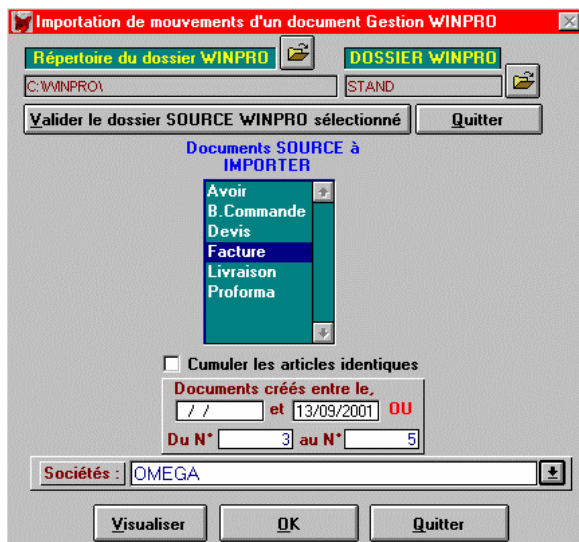 Importation de mouvements d'un document Gestion WINPRO
Répertoire du dossier WINPRO DOSSIER WINPRO
C:\WINPRO\ STAND
Valider le dossier SOURCE WINPRO sélectionné Quitter
Documents SOURCE à
IMPORTER
Avoir
B.Commande
Devis
Facture
Livraison
Proforma
Cumuler les articles identiques
Documents créés entre le,
/ / et 13/09/2001 OU
Du N° 3 au N° 5
Sociétés : OMEGA
Visualiser OK Quitter